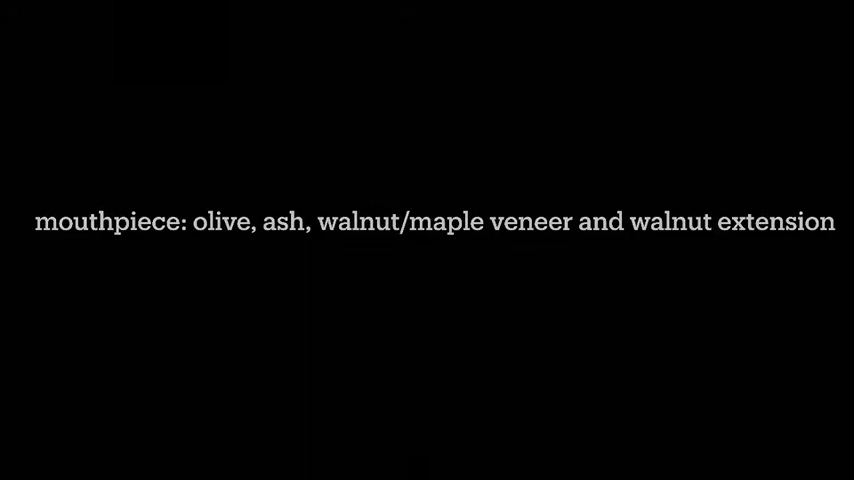 mouthpiece: olive, ash, walnut/maple veneer and walnut extension